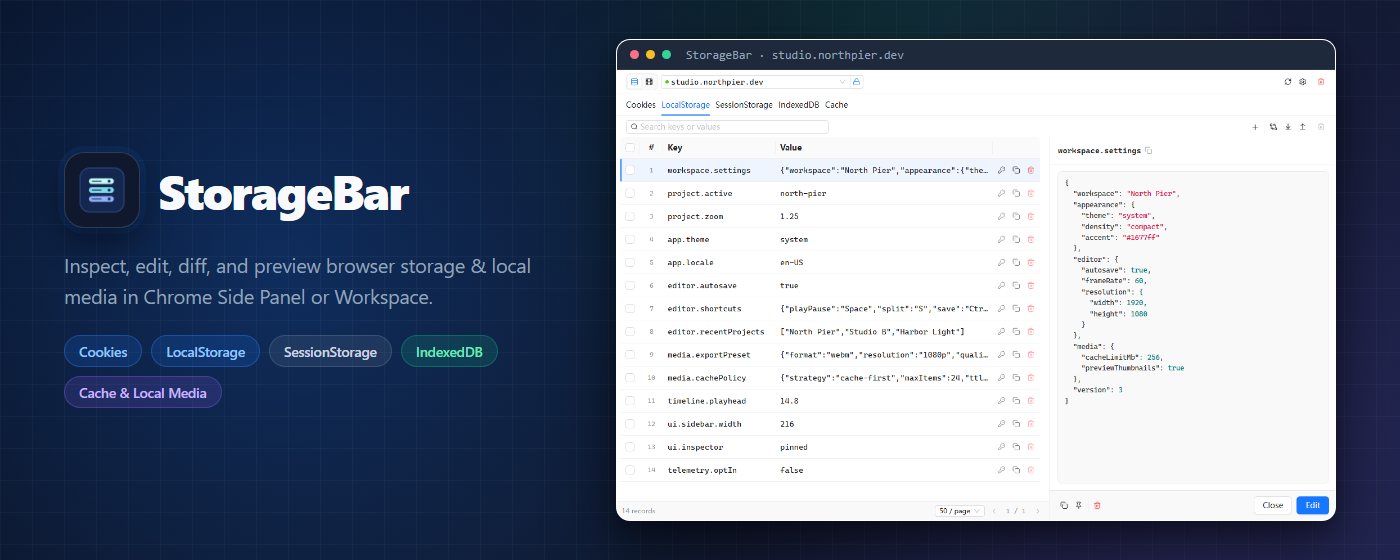 StorageBar
Inspect, edit, diff, and preview browser storage & local
media in Chrome Side Panel or Workspace.
Cookies LocalStorage SessionStorage IndexedDB
Cache & Local Media
StorageBar · studio.northpier.dev
studio.northpier.dev
Cookies LocalStorage SessionStorage IndexedDB Cache
Search keys or values
# Key Value
1 workspace.settings {"workspace":"North Pier","appearance":{"the…
2 project.active north-pier
3 project.zoom 1.25
4 app.theme system
5 app.locale en-US
6 editor.autosave true
7 editor.shortcuts {"playPause":"Space","split":"S","save":"Ctr…
8 editor.recentProjects ["North Pier","Studio B","Harbor Light"]
9 media.exportPreset {"format":"webm","resolution":"1080p","quali…
10 media.cachePolicy {"strategy":"cache-first","maxItems":24,"ttl…
11 timeline.playhead 14.8
12 ui.sidebar.width 216
13 ui.inspector pinned
14 telemetry.optIn false
14 records 50 / page 1 / 1
workspace.settings
{
"workspace": "North Pier",
"appearance": {
"theme": "system",
"density": "compact",
"accent": "#1677ff"
},
"editor": {
"autosave": true,
"frameRate": 60,
"resolution": {
"width": 1920,
"height": 1080
}
},
"media": {
"cacheLimitMb": 256,
"previewThumbnails": true
},
"version": 3
}
Close Edit